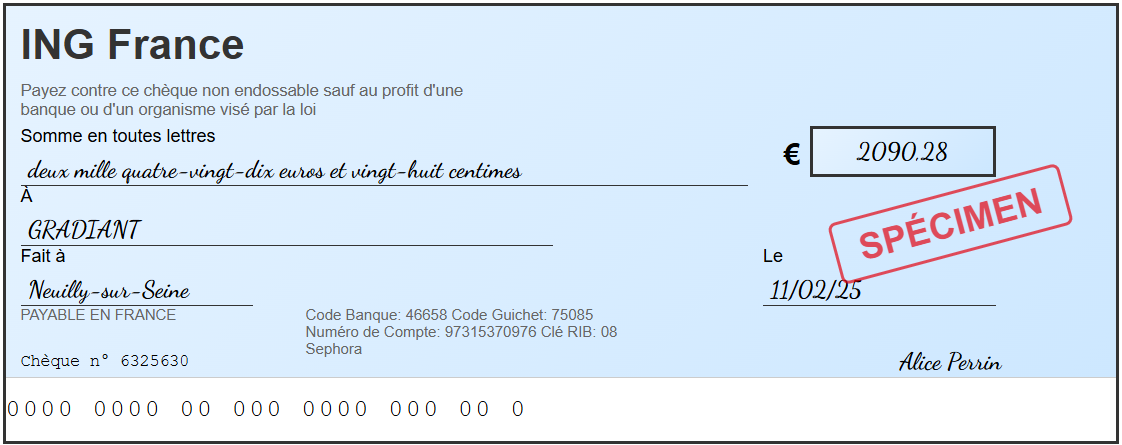 ING France
Payez contre ce chèque non endossable sauf au profit d'une
banque ou d'un organisme visé par la loi
Somme en toutes lettres
deux mille quatre-vingt-dix euros et vingt-huit centimes
€ 2090.28
À
GRADIANT
SPÉCIMEN
Fait à
Le
Neuilly-sur-Seine
11/02/25
PAYABLE EN FRANCE
Code Banque: 46658 Code Guichet: 75085
Numéro de Compte: 97315370976 Clé RIB: 08
Sephora
Chèque n° 6325630
Alice Perrin
0000 0000 00 000 0000 000 00 0